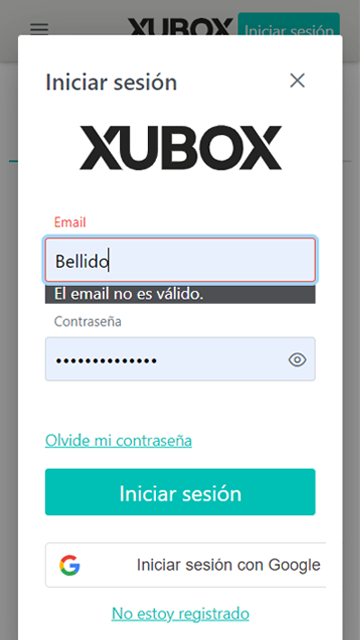 XUBOX Iniciar sesión
Iniciar sesión
XUBOX
Email
Bellido
El email no es válido.
Contraseña
••••••••••••••
Olvide mi contraseña
Iniciar sesión
Iniciar sesión con Google
No estoy registrado